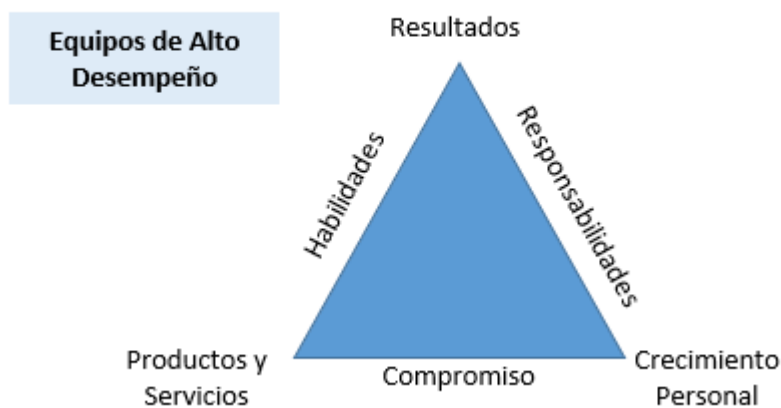 Equipos de Alto
Desempeño
Resultados
Habilidades
Responsabilidades
Productos y
Servicios
Compromiso
Crecimiento
Personal